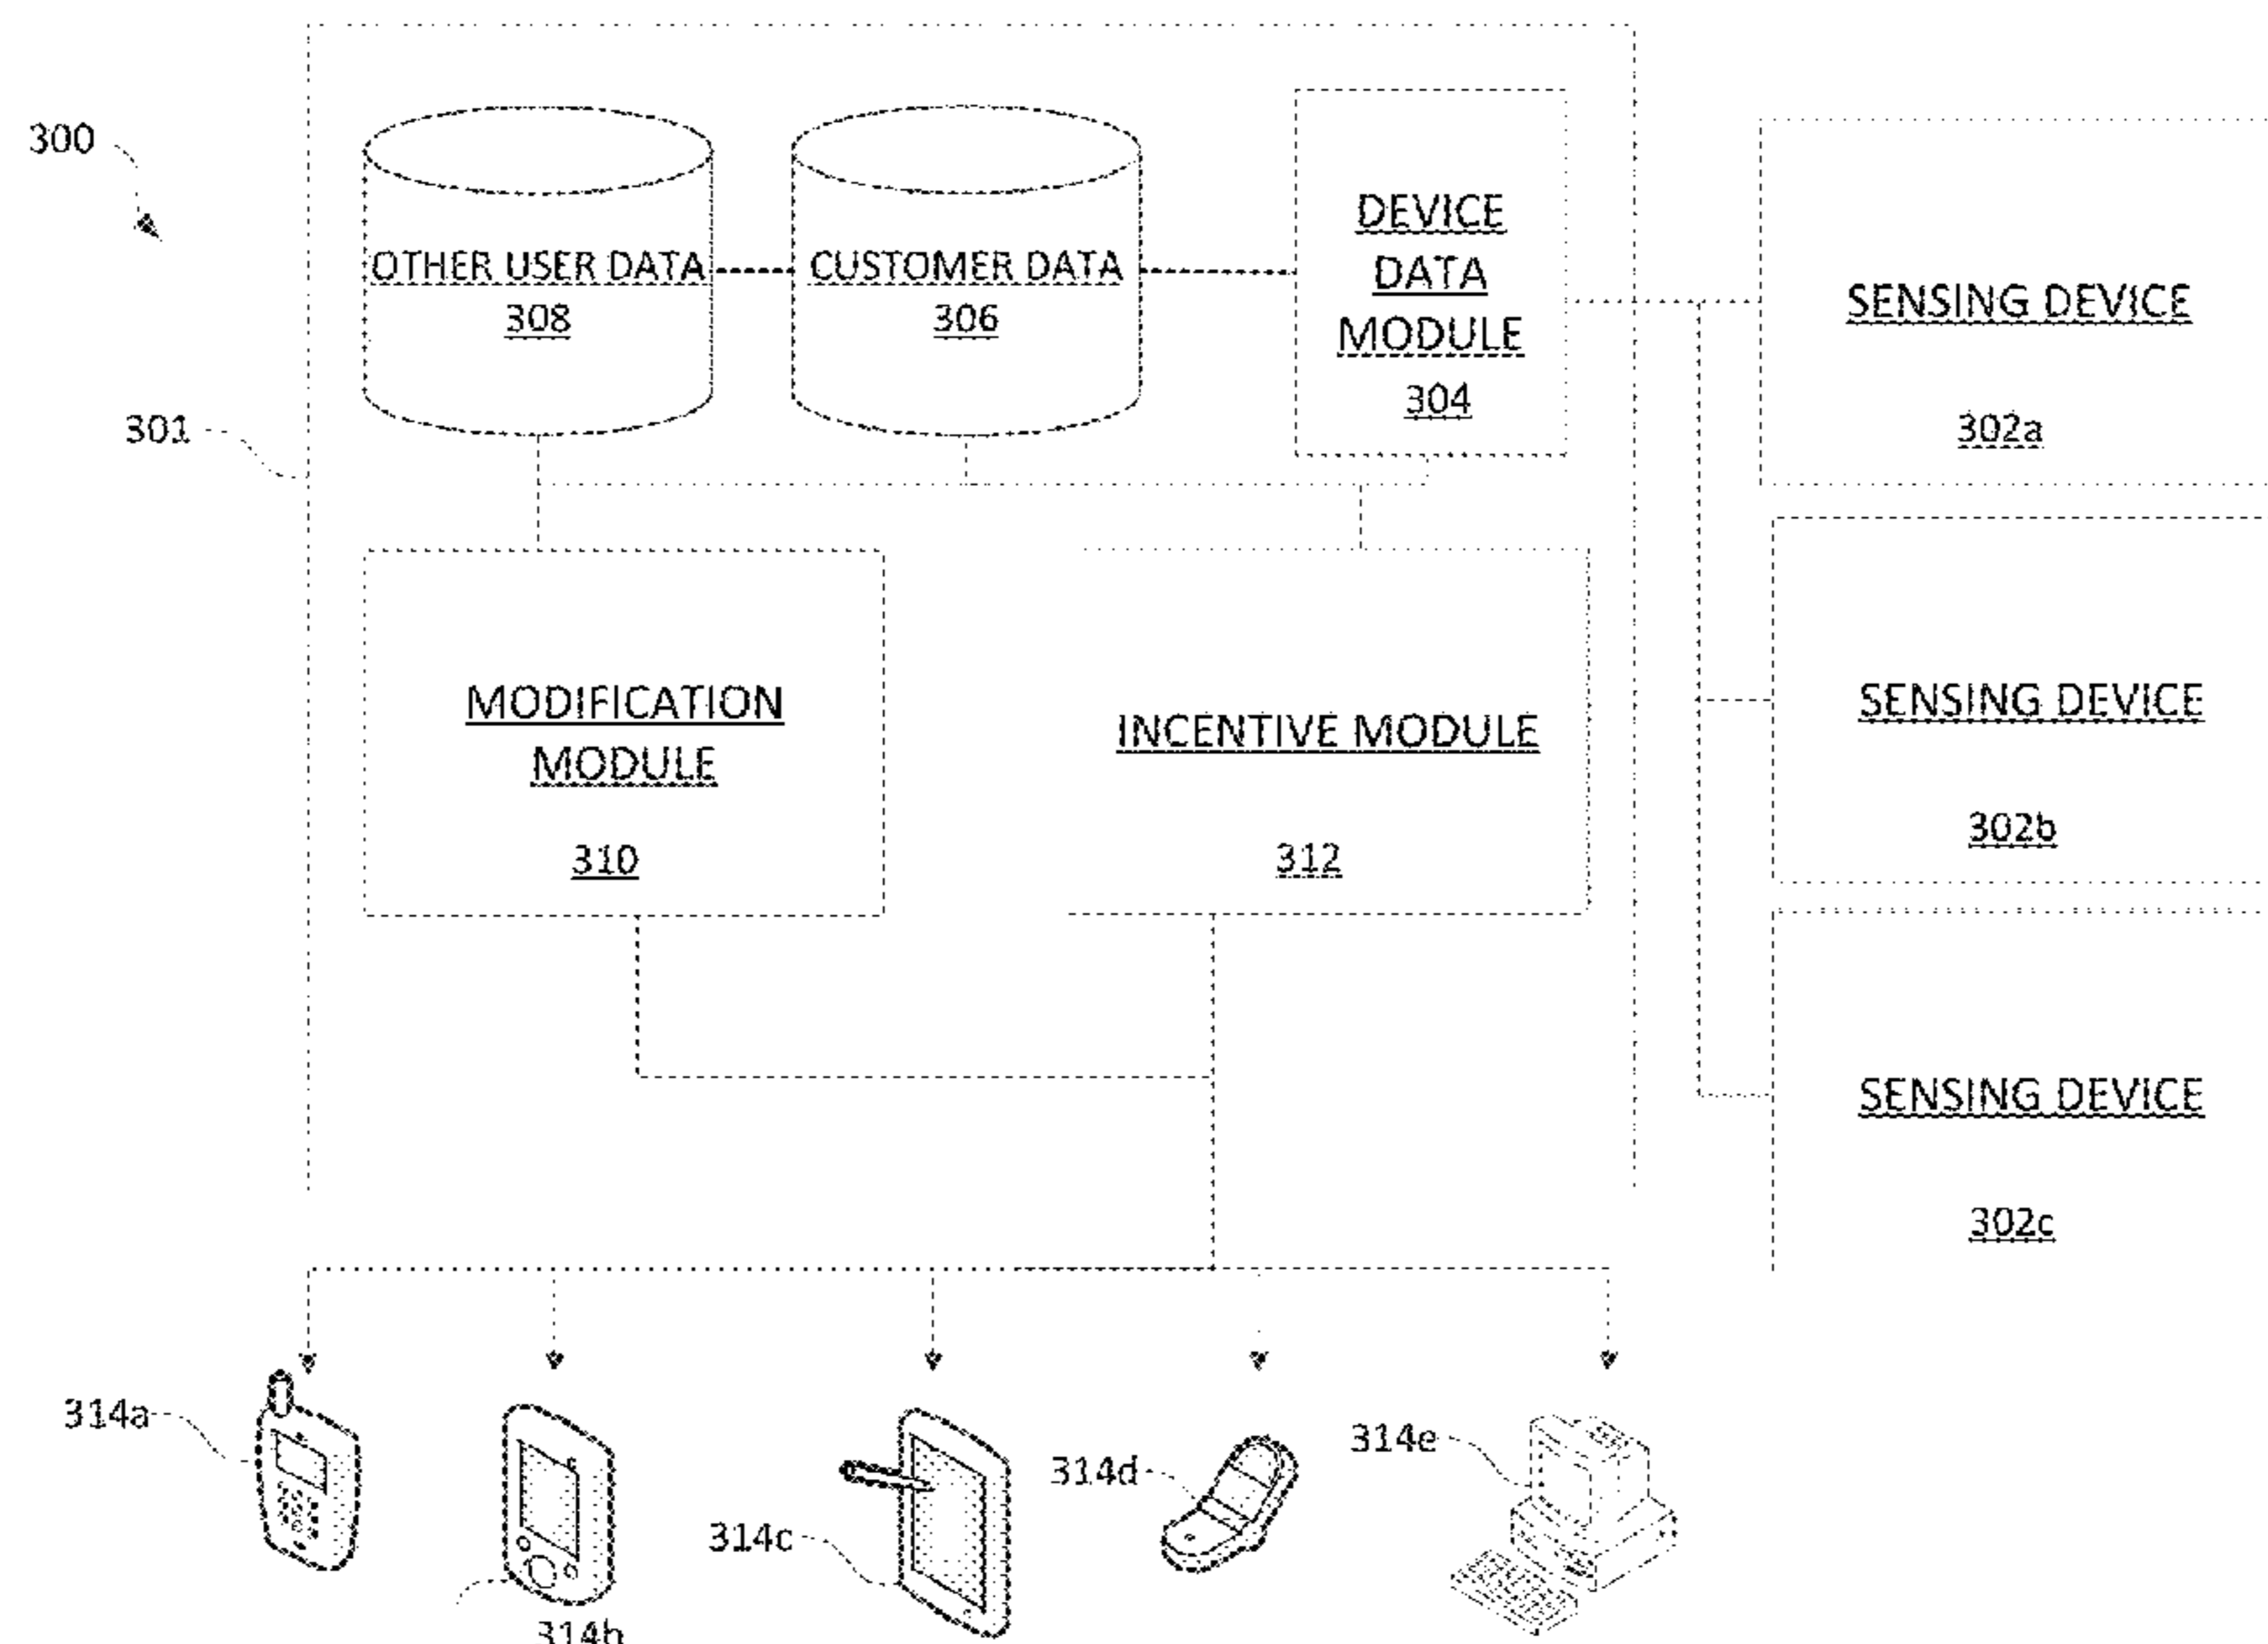 300
301
OTHER USER DATA
308
CUSTOMER DATA
306
DEVICE
DATA
MODULE
304
SENSING DEVICE
302a
MODIFICATION
MODULE
310
INCENTIVE MODULE
312
SENSING DEVICE
302b
SENSING DEVICE
302c
314a
314b
314c
314d
314e